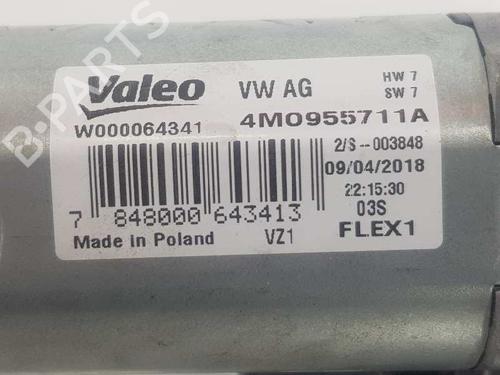 Valeo VW AG HW 7
SW 7
W000064341 4M0955711A
2/S--003848
09/04/2018
22:15:30
7 848000 643413 03S
Made in Poland VZ1 FLEX1
B-PARTS